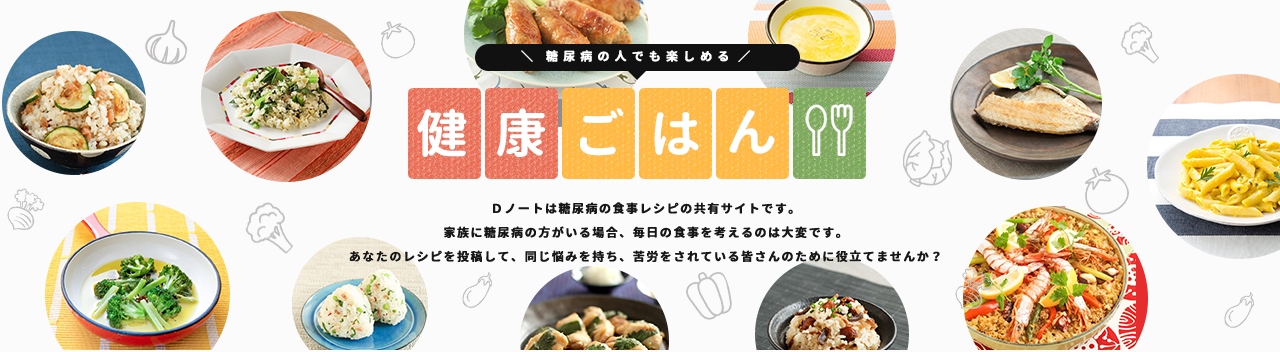 ＼ 糖尿病の人でも楽しめる ／
健康ごはん
Dノートは糖尿病の食事レシピの共有サイトです。
家族に糖尿病の方がいる場合、毎日の食事を考えるのは大変です。
あなたのレシピを投稿して、同じ悩みを持ち、苦労をされている皆さんのために役立てませんか？